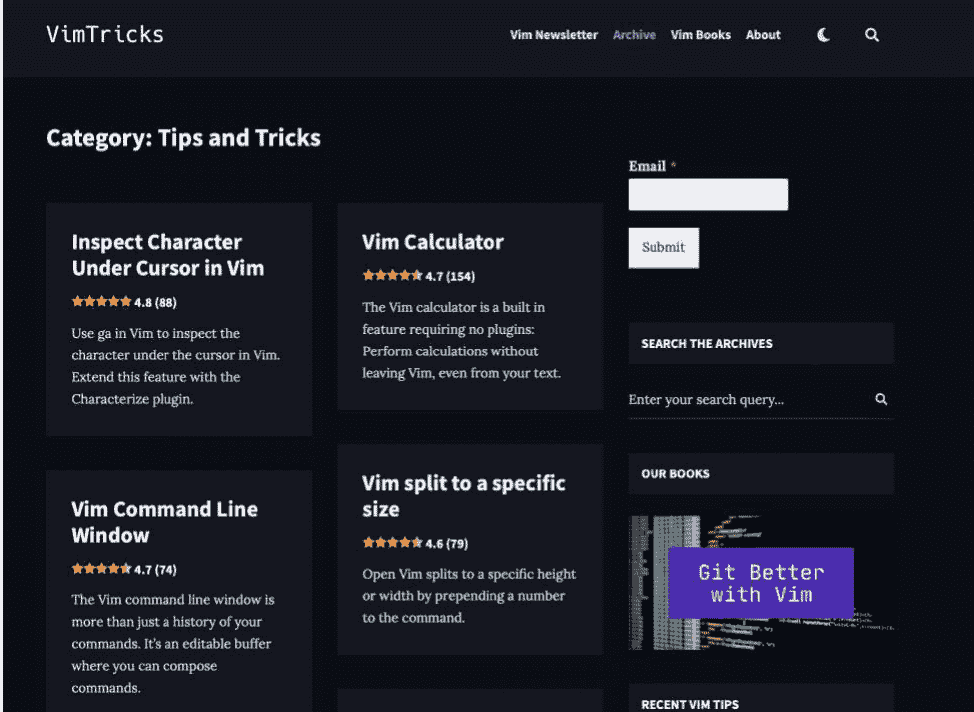 VimTricks
Vim Newsletter Archive Vim Books About
Category: Tips and Tricks
Inspect Character
Under Cursor in Vim
4.8 (88)
Use ga in Vim to inspect the
character under the cursor in Vim.
Extend this feature with the
Characterize plugin.
Vim Command Line
Window
4.7 (74)
The Vim command line window is
more than just a history of your
commands. It's an editable buffer
where you can compose
commands.
Vim Calculator
4.7 (154)
The Vim calculator is a built in
feature requiring no plugins:
Perform calculations without
leaving Vim, even from your text.
Vim split to a specific
size
4.6 (79)
Open Vim splits to a specific height
or width by prepending a number
to the command.
Email *
Submit
SEARCH THE ARCHIVES
Enter your search query...
OUR BOOKS
Git Better
with Vim
RECENT VIM TIPS